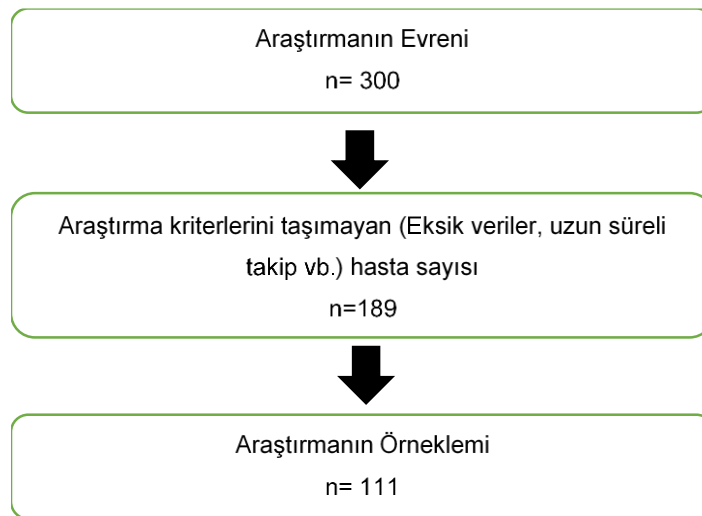 Araştırmanın Evreni
n= 300
Araştırma kriterlerini taşımayan (Eksik veriler, uzun süreli
takip vb.) hasta sayısı
n=189
Araştırmanın Örneklemi
n= 111